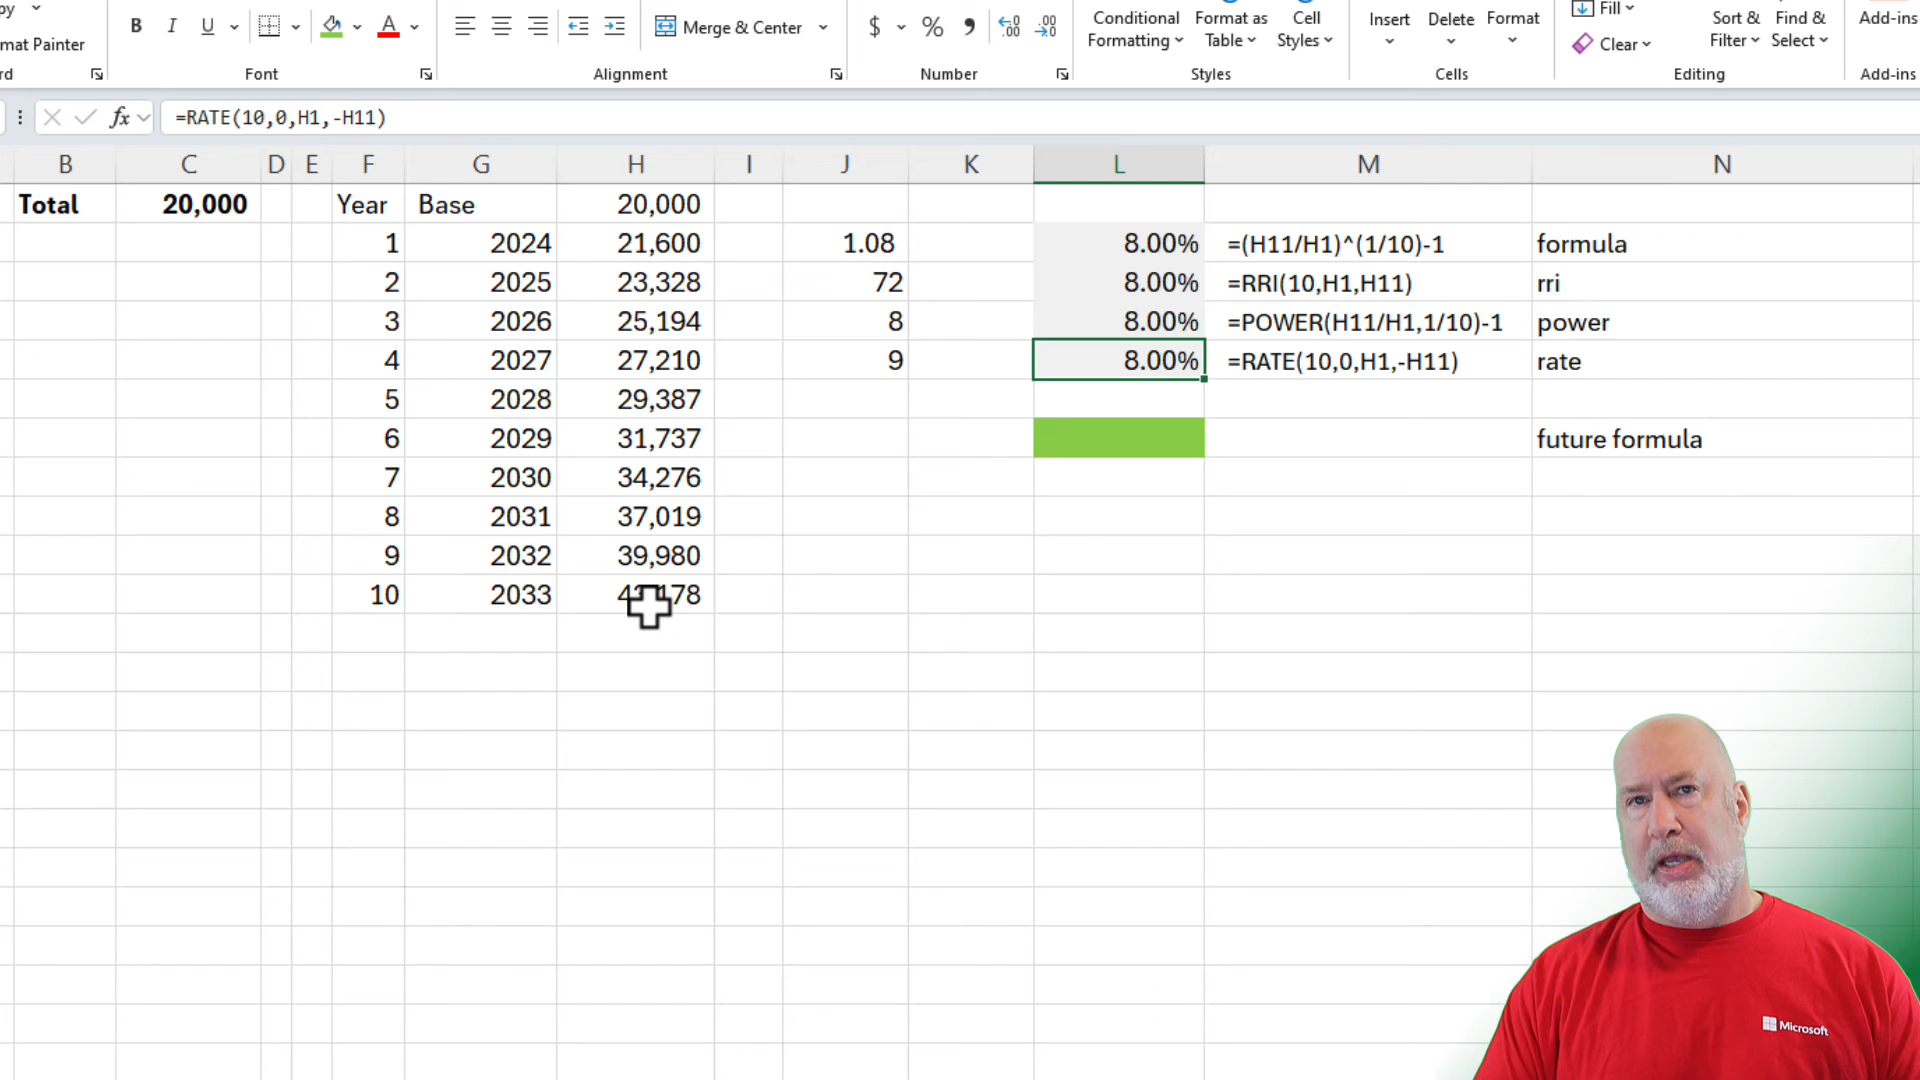 py
Merge & Center
$ % 9
Conditional Format as Cell
Formatting Table Styles
Insert Delete Format
Fill
Clear
Sort & Find &
Filter Select
Add-ins
mat Painter
B I U A
rd Font Alignment Number Styles Cells Editing Add-ins
fx =RATE(10,0,H1,-H11)
B C D E F G H I J K L M N
Total 20,000 Year Base 20,000
1 2024 21,600 1.08 8.00% =(H11/H1)^(1/10)-1 formula
2 2025 23,328 72 8.00% =RRI(10,H1,H11) rri
3 2026 25,194 8 8.00% =POWER(H11/H1,1/10)-1 power
4 2027 27,210 9 8.00% =RATE(10,0,H1,-H11) rate
5 2028 29,387
6 2029 31,737 future formula
7 2030 34,276
8 2031 37,019
9 2032 39,980
10 2033
Microsoft